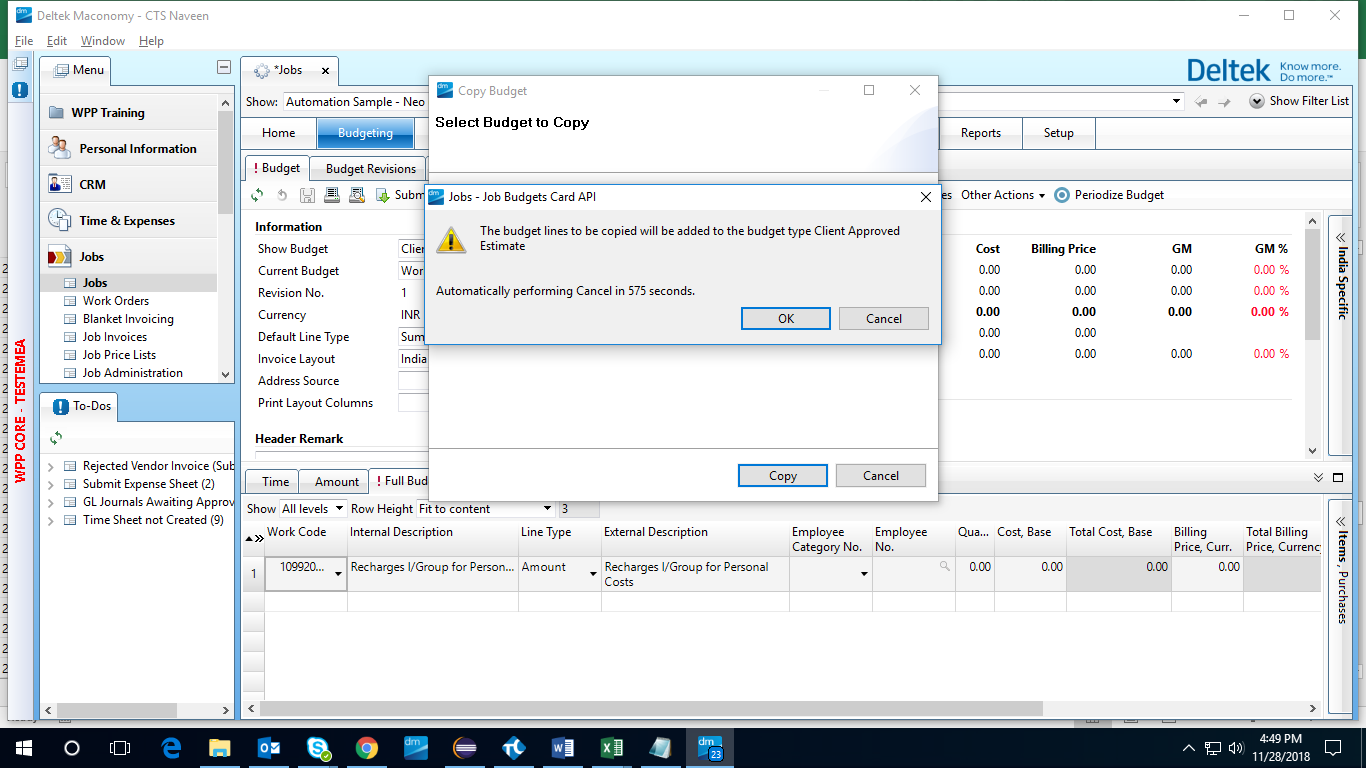 Deltek Maconomy - CTS Naveen
File Edit Window Help
Menu
*Jobs
Deltek Know more.
Do more.™
Show: Automation Sample - Neo
Show Filter List
WPP Training
Personal Information
CRM
Time & Expenses
Jobs
Jobs
Work Orders
Blanket Invoicing
Job Invoices
Job Price Lists
Job Administration
WPP CORE - TESTEMEA
To-Dos
Rejected Vendor Invoice (Sub
Submit Expense Sheet (2)
GL Journals Awaiting Approv
Time Sheet not Created (9)
Home Budgeting Reports Setup
! Budget Budget Revisions
Subm Other Actions Periodize Budget
Information
Show Budget Clie
Current Budget Wor
Revision No. 1
Currency INR
Default Line Type Sum
Invoice Layout India
Address Source
Print Layout Columns
Header Remark
Cost Billing Price GM GM %
0.00 0.00 0.00 0.00 %
0.00 0.00 0.00 0.00 %
0.00 0.00 0.00 0.00 %
0.00 0.00
0.00 0.00 0.00 0.00 %
India Specific
Copy Budget
Select Budget to Copy
Jobs - Job Budgets Card API
The budget lines to be copied will be added to the budget type Client Approved
Estimate
Automatically performing Cancel in 575 seconds.
OK Cancel
Copy Cancel
Time Amount ! Full Bud
Show All levels Row Height Fit to content 3
Work Code Internal Description Line Type External Description Employee Category No. Employee No. Qua... Cost, Base Total Cost, Base Billing Price, Curr. Total Billing Price, Currency
1 109920... Recharges I/Group for Person... Amount Recharges I/Group for Personal 0.00 0.00 0.00 0.00
Costs
Items, Purchases
23
4:49 PM
11/28/2018